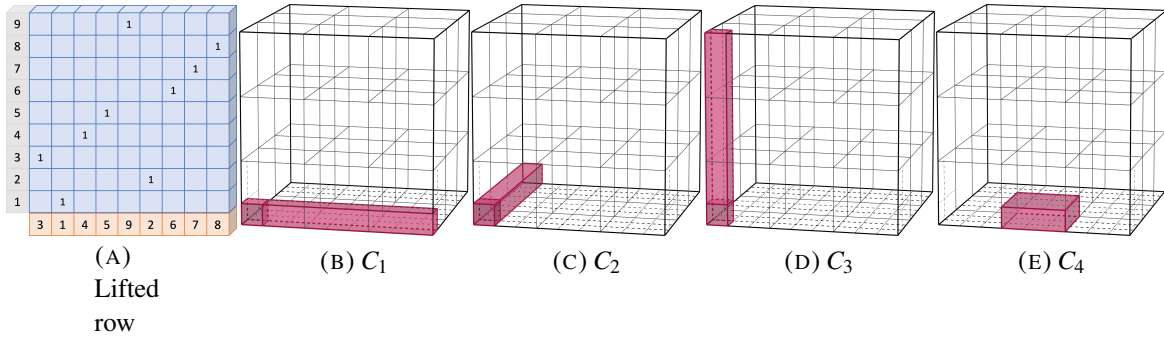 9 1
8 1
7 1
6 1
5 1
4 1
3 1
2 1
1 1
3 1 4 5 9 2 6 7 8
(A) Lifted row
(B) C₁
(C) C₂
(D) C₃
(E) C₄